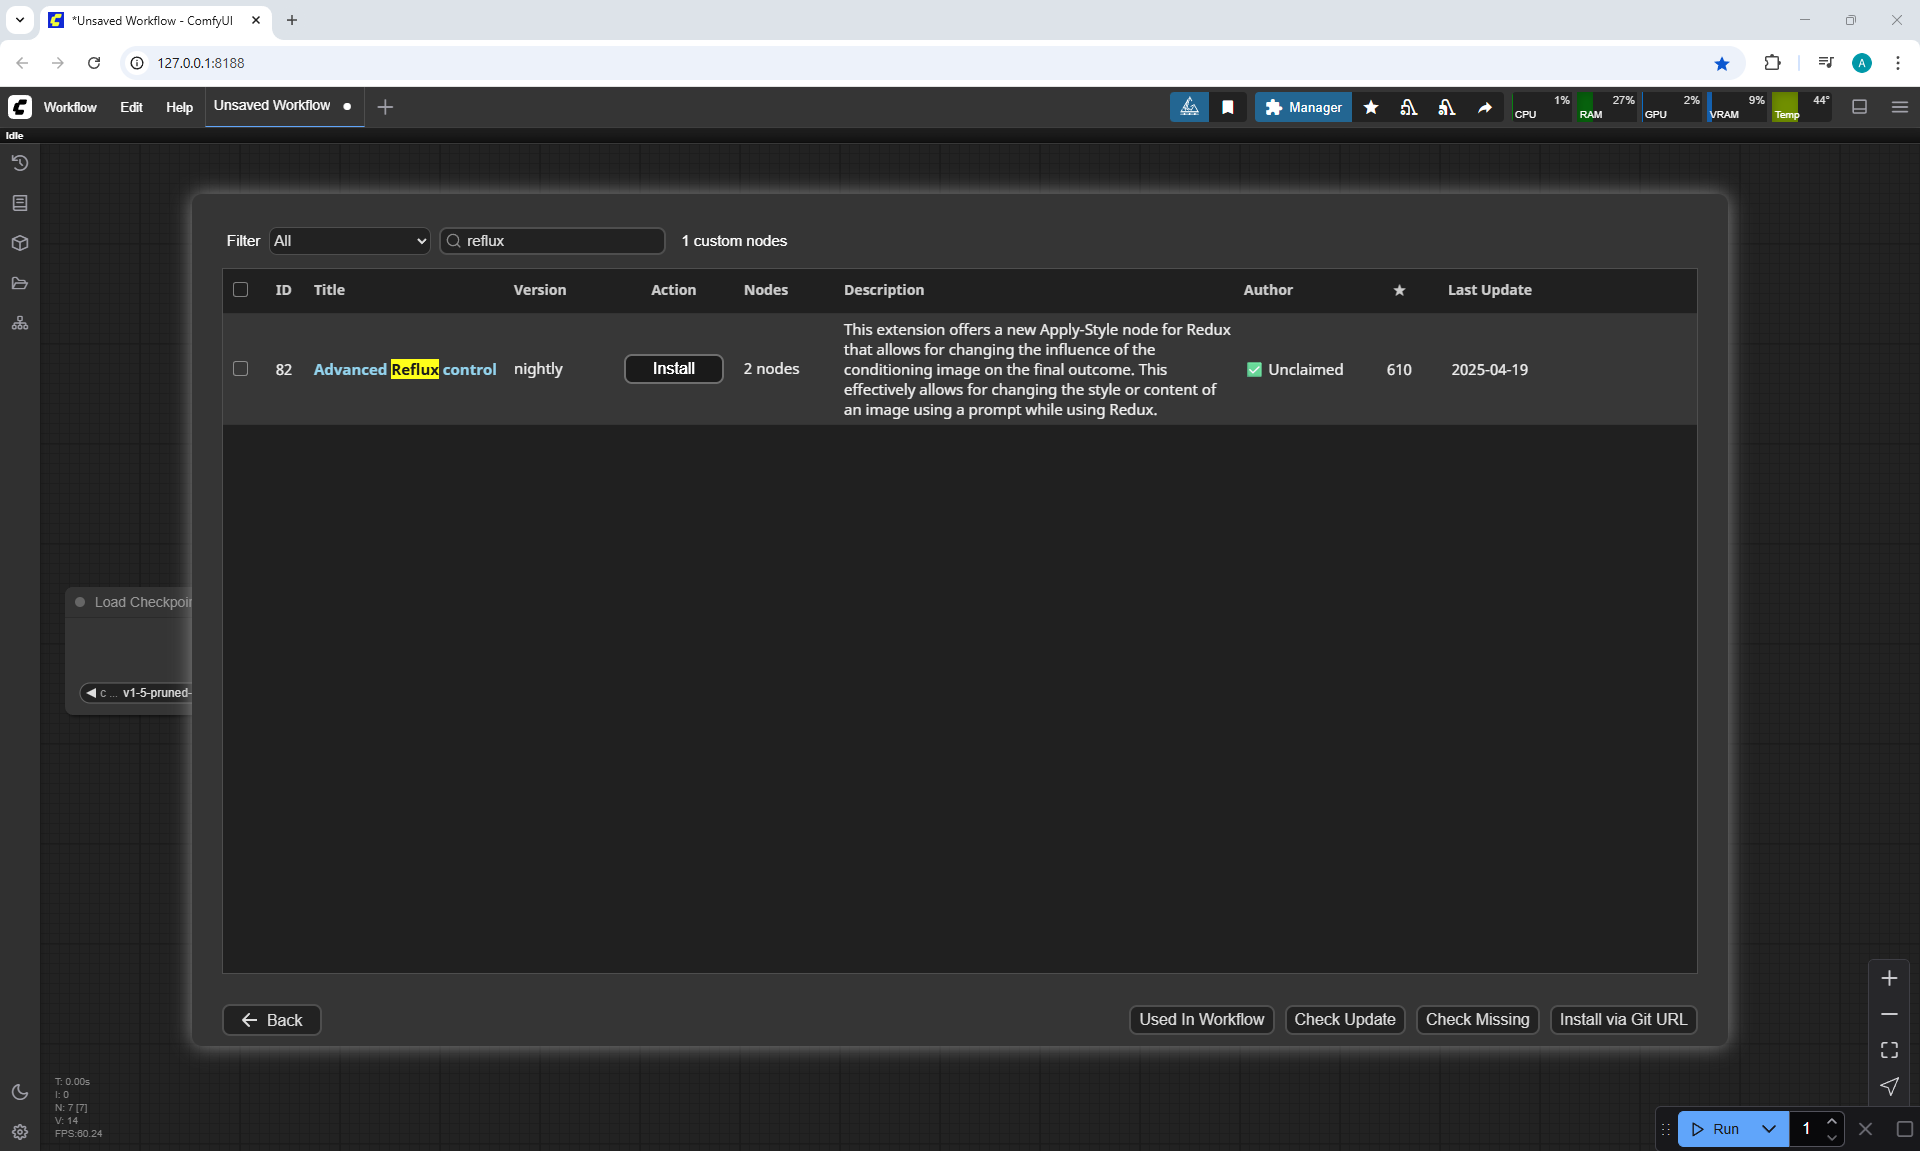 *Unsaved Workflow - ComfyUI
127.0.0.1:8188
A
Workflow
Edit
Help
Unsaved Workflow
Manager
CPU 1%
RAM 27%
GPU 2%
VRAM 9%
Temp 44°
Idle
Filter All reflux 1 custom nodes
ID Title Version Action Nodes Description Author ★ Last Update
82 Advanced Reflux control nightly Install 2 nodes
This extension offers a new Apply-Style node for Redux
that allows for changing the influence of the
conditioning image on the final outcome. This
effectively allows for changing the style or content of
an image using a prompt while using Redux.
Unclaimed 610 2025-04-19
Load Checkpoin
c ... v1-5-pruned-
Back
Used In Workflow
Check Update
Check Missing
Install via Git URL
T: 0.00s
I: 0
N: 7 [7]
V: 14
FPS:60.24
Run
1